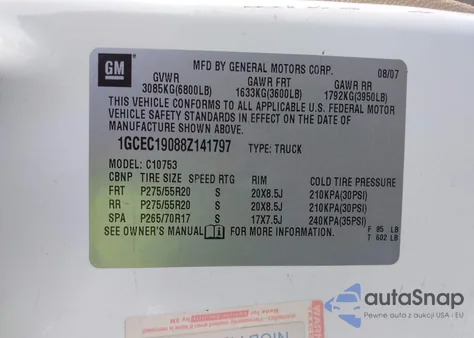 GM
MFD BY GENERAL MOTORS CORP. 08/07
GVWR GAWR FRT GAWR RR
3085KG(6800LB) 1633KG(3600LB) 1792KG(3950LB)
THIS VEHICLE CONFORMS TO ALL APPLICABLE U.S. FEDERAL MOTOR
VEHICLE SAFETY STANDARDS IN EFFECT ON THE DATE OF
MANUFACTURE SHOWN ABOVE.
1GCEC19088Z141797 TYPE: TRUCK
MODEL: C10753
CBNP TIRE SIZE SPEED RTG RIM COLD TIRE PRESSURE
FRT P275/55R20 S 20X8.5J 210KPA(30PSI)
RR P275/55R20 S 20X8.5J 210KPA(30PSI)
SPA P265/70R17 S 17X7.5J 240KPA(35PSI)
SEE OWNER'S MANUAL FOR MORE INFORMATION
F 85 LB
T 602 LB
autoSnap
Pewne auta z aukcji USA i EU